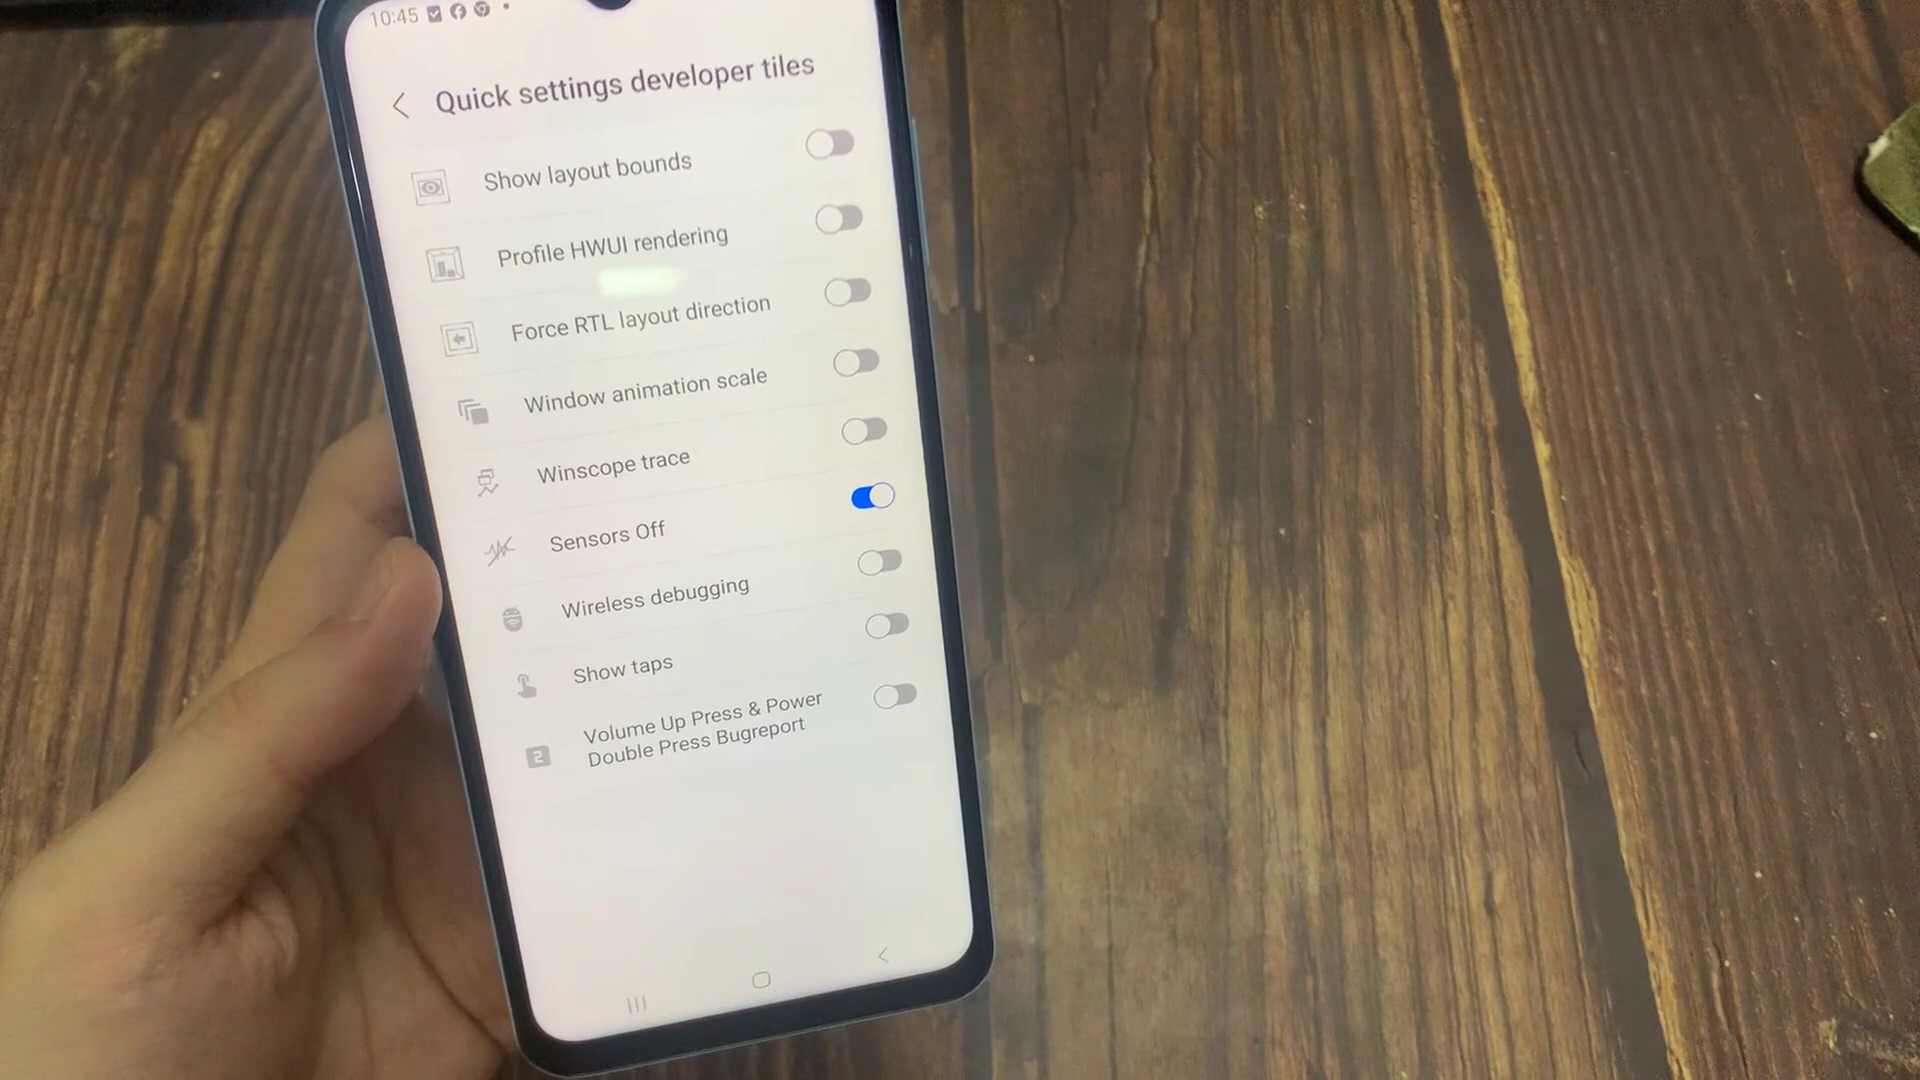 10:45
Quick settings developer tiles
Show layout bounds
Profile HWUI rendering
Force RTL layout direction
Window animation scale
Winscope trace
Sensors Off
Wireless debugging
Show taps
Volume Up Press & Power
Double Press Bugreport
2